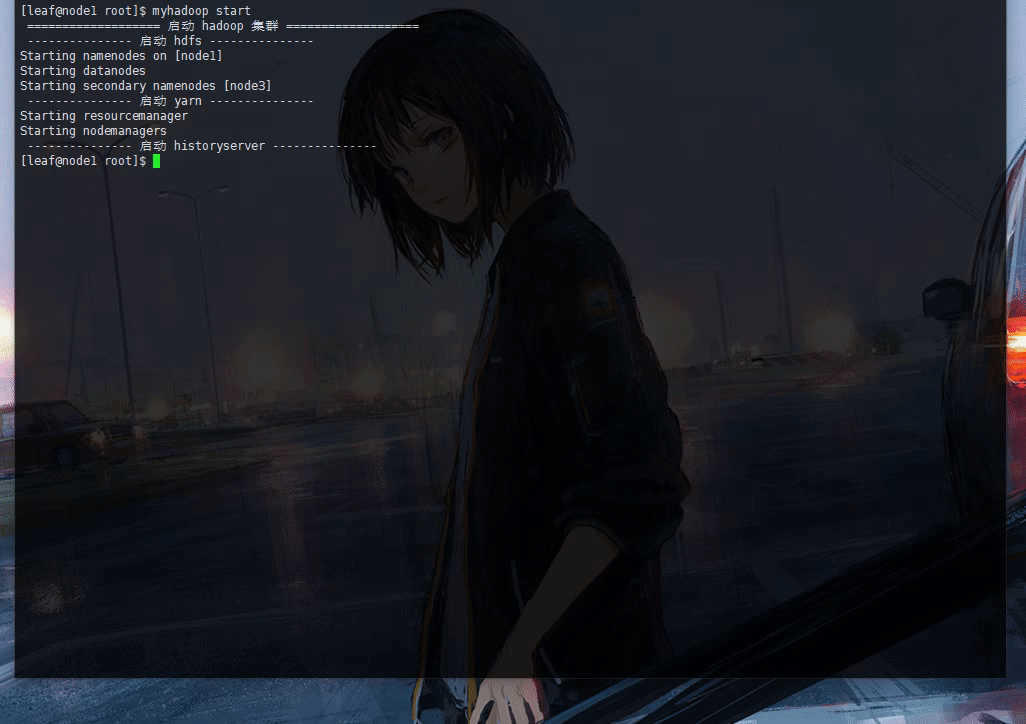 [leaf@node1 root]$ myhadoop start
=================== 启动 hadoop 集群 ===================
--------------- 启动 hdfs ---------------
Starting namenodes on [node1]
Starting datanodes
Starting secondary namenodes [node3]
--------------- 启动 yarn ---------------
Starting resourcemanager
Starting nodemanagers
--------------- 启动 historyserver ---------------
[leaf@node1 root]$